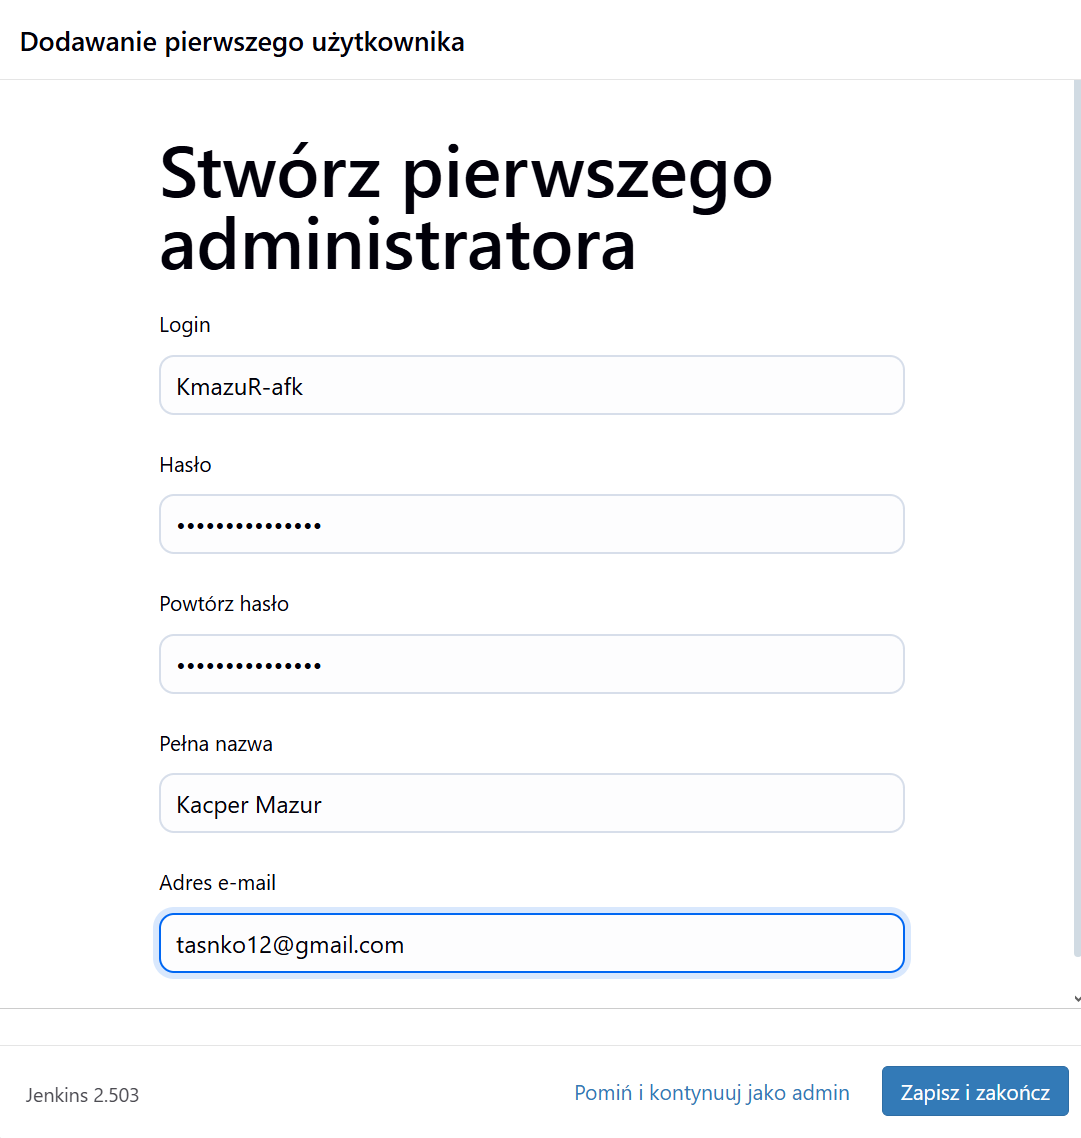 Dodawanie pierwszego użytkownika
Stwórz pierwszego
administratora
Login
KmazuR-afk
Hasło
•••••••••••••••
Powtórz hasło
•••••••••••••••
Pełna nazwa
Kacper Mazur
Adres e-mail
tasnko12@gmail.com
Jenkins 2.503
Pomiń i kontynuuj jako admin
Zapisz i zakończ